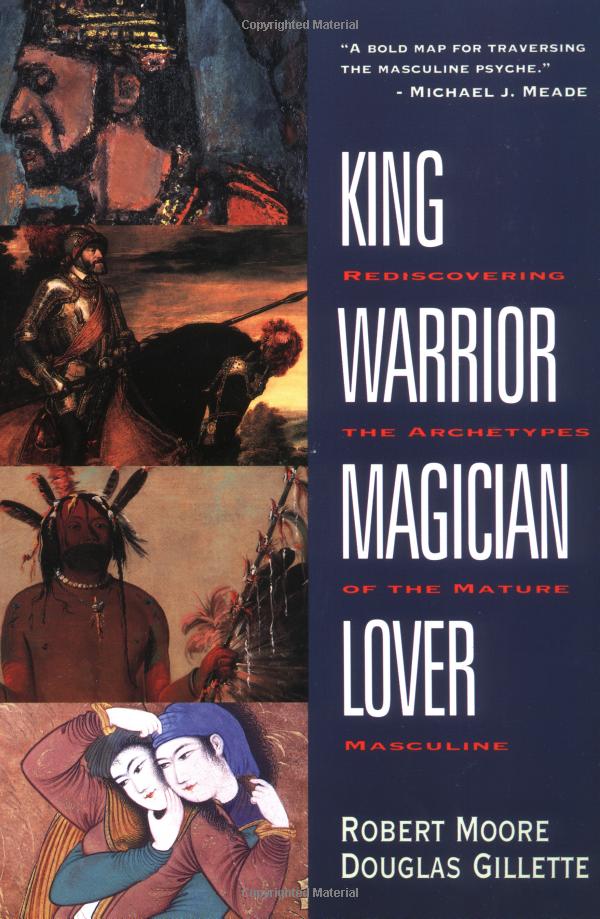 Copyrighted Material
“A BOLD MAP FOR TRAVERSING
THE MASCULINE PSYCHE.”
- MICHAEL J. MEADE
KING
REDISCOVERING
WARRIOR
THE ARCHETYPES
MAGICIAN
OF THE MATURE
LOVER
MASCULINE
ROBERT MOORE
DOUGLAS GILLETTE
Copyrighted Material